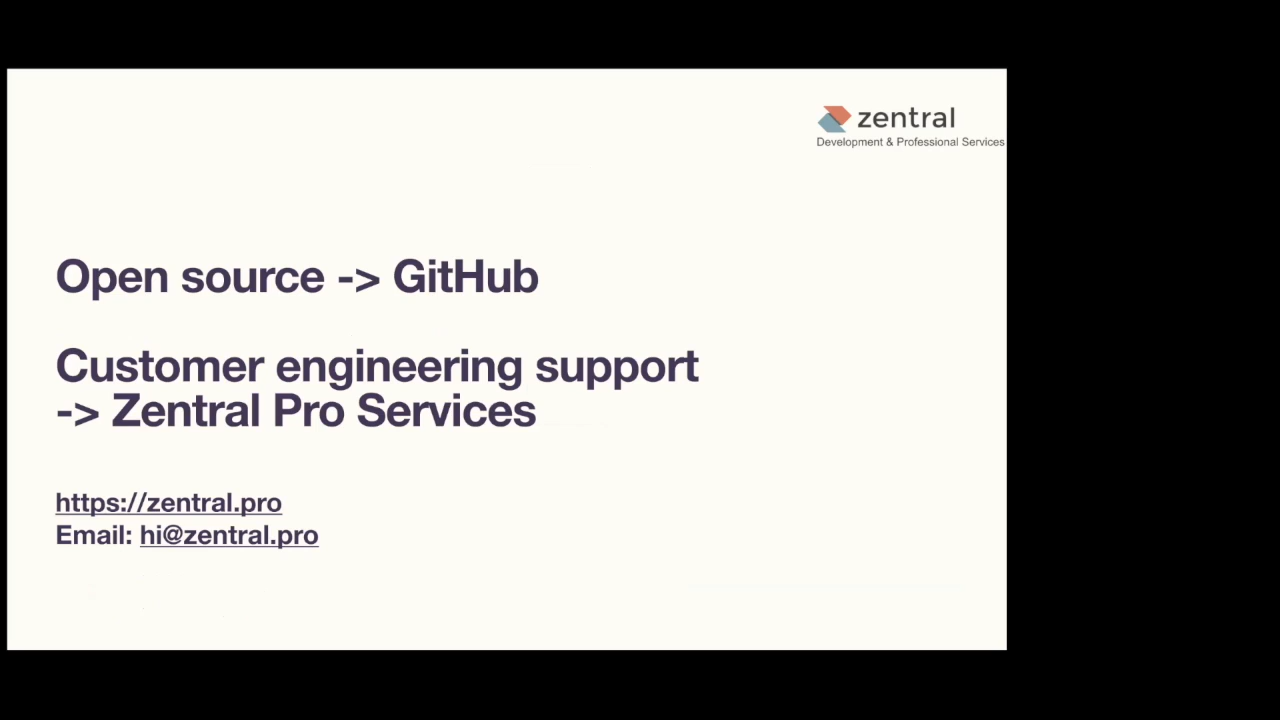 zentral
Development & Professional Services
Open source -> GitHub
Customer engineering support
-> Zentral Pro Services
https://zentral.pro
Email: hi@zentral.pro